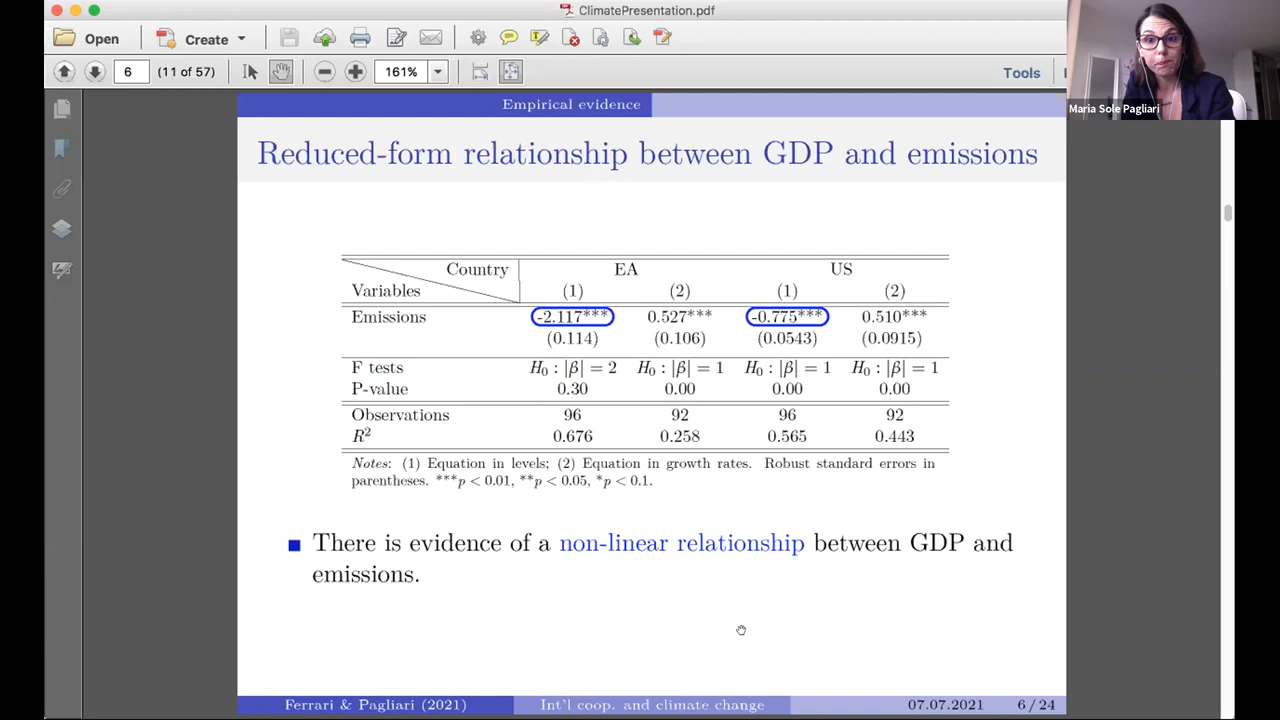 ClimatePresentation.pdf
Open
Create
6
(11 of 57)
161%
Tools
Maria Sole Pagliari
Empirical evidence
Reduced-form relationship between GDP and emissions
Country EA US
Variables (1) (2) (1) (2)
Emissions -2.117*** 0.527*** -0.775*** 0.510***
(0.114) (0.106) (0.0543) (0.0915)
F tests H₀ : |β| = 2 H₀ : |β| = 1 H₀ : |β| = 1 H₀ : |β| = 1
P-value 0.30 0.00 0.00 0.00
Observations 96 92 96 92
R² 0.676 0.258 0.565 0.443
Notes: (1) Equation in levels; (2) Equation in growth rates. Robust standard errors in
parentheses. ***p < 0.01, **p < 0.05, *p < 0.1.
There is evidence of a non-linear relationship between GDP and
emissions.
Ferrari & Pagliari (2021) Int'l coop. and climate change 07.07.2021 6 / 24